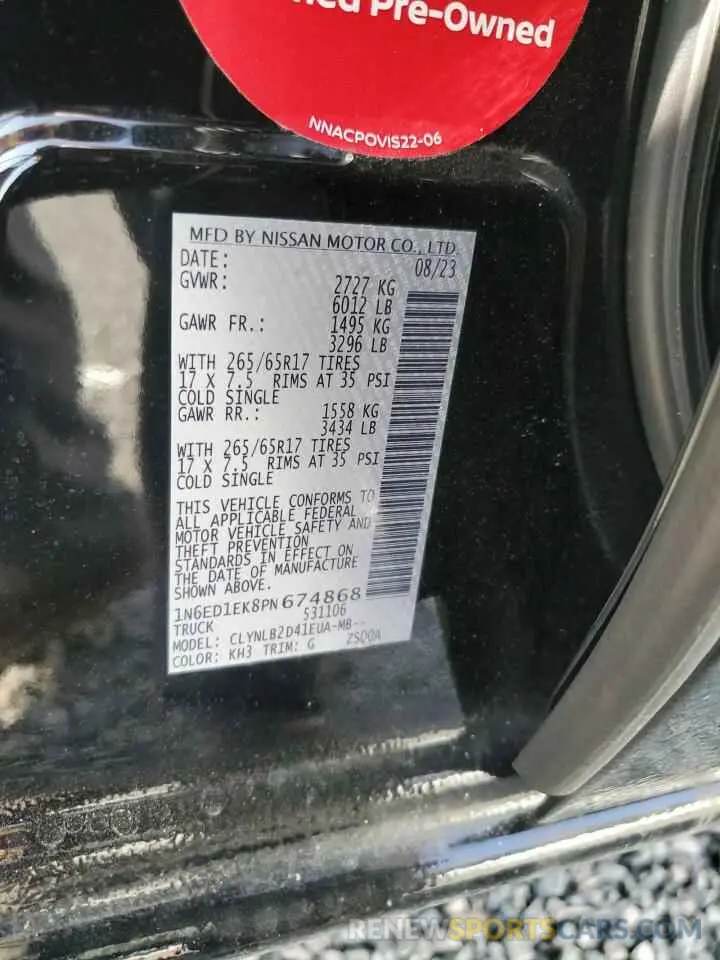 Pre-Owned
NNACPOVIS22-06
MFD BY NISSAN MOTOR CO., LTD.
DATE: 08/23
GVWR: 2727 KG
6012 LB
GAWR FR.: 1495 KG
3296 LB
WITH 265/65R17 TIRES
17 X 7.5 RIMS AT 35 PSI
COLD SINGLE
GAWR RR.: 1558 KG
3434 LB
WITH 265/65R17 TIRES
17 X 7.5 RIMS AT 35 PSI
COLD SINGLE
THIS VEHICLE CONFORMS TO
ALL APPLICABLE FEDERAL
MOTOR VEHICLE SAFETY AND
THEFT PREVENTION
STANDARDS IN EFFECT ON
THE DATE OF MANUFACTURE
SHOWN ABOVE.
1N6ED1EK8PN674868
TRUCK 531106
MODEL: CLYNLB2D41EUA-MB--
COLOR: KH3 TRIM: G ZS00A
RENEWSPORTSCARS.COM